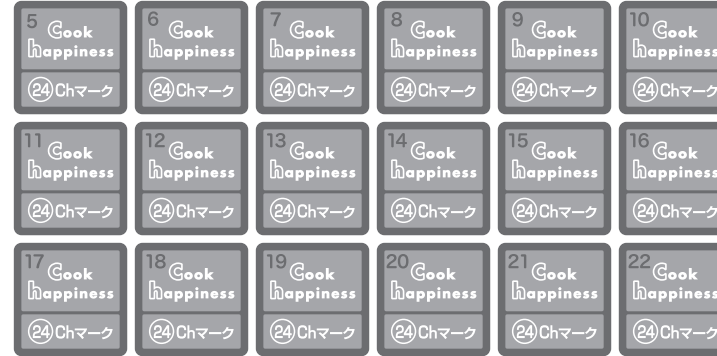 5 Cook happiness ㉔Chマーク
6 Cook happiness ㉔Chマーク
7 Cook happiness ㉔Chマーク
8 Cook happiness ㉔Chマーク
9 Cook happiness ㉔Chマーク
10 Cook happiness ㉔Chマーク
11 Cook happiness ㉔Chマーク
12 Cook happiness ㉔Chマーク
13 Cook happiness ㉔Chマーク
14 Cook happiness ㉔Chマーク
15 Cook happiness ㉔Chマーク
16 Cook happiness ㉔Chマーク
17 Cook happiness ㉔Chマーク
18 Cook happiness ㉔Chマーク
19 Cook happiness ㉔Chマーク
20 Cook happiness ㉔Chマーク
21 Cook happiness ㉔Chマーク
22 Cook happiness ㉔Chマーク